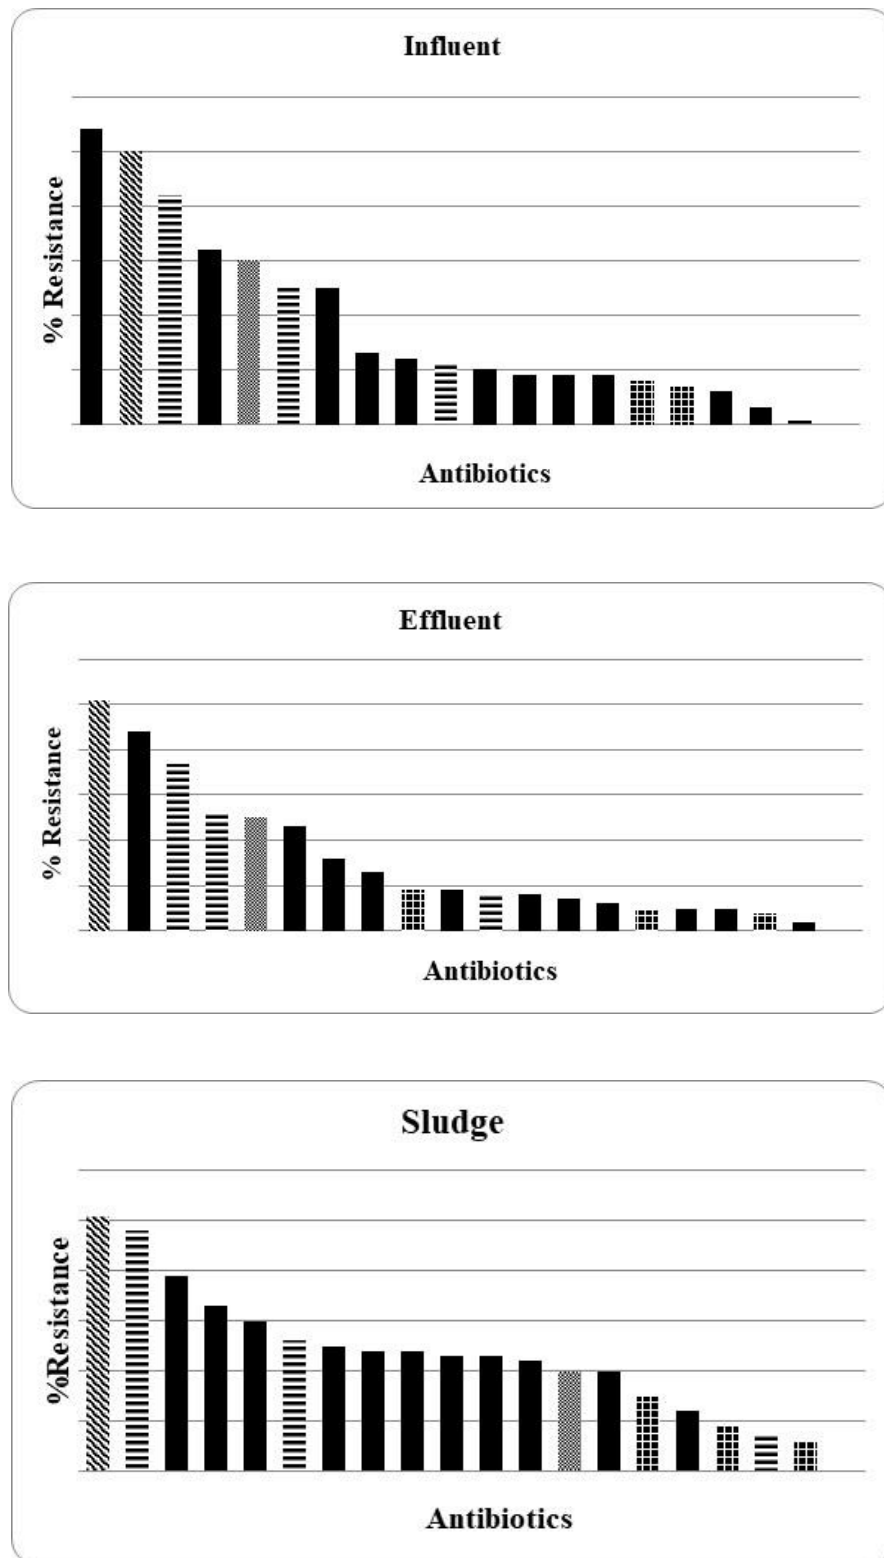 Influent
% Resistance
Antibiotics
Effluent
% Resistance
Antibiotics
Sludge
%Resistance
Antibiotics